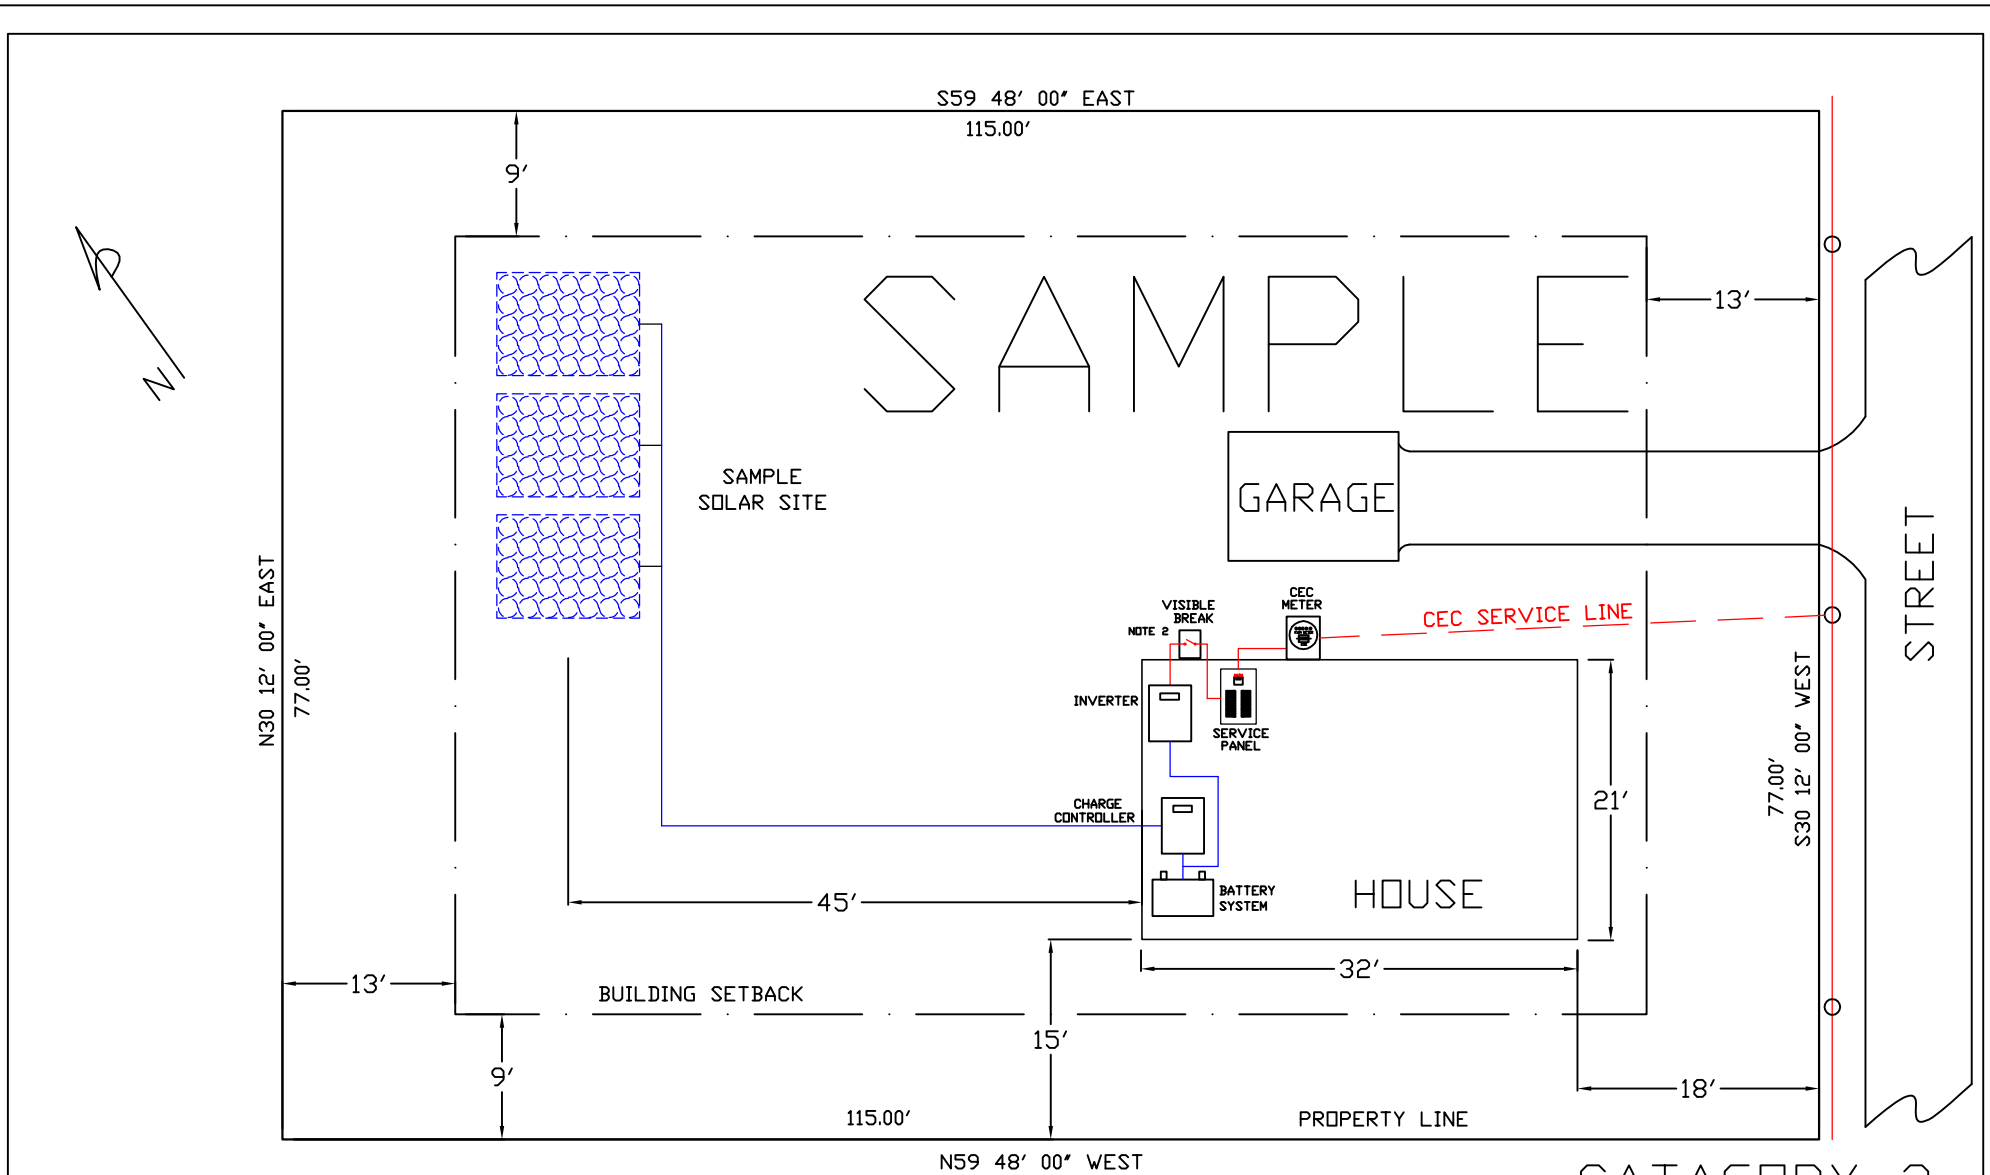 S59 48' 00" EAST
115.00'
9'
SAMPLE
13'
N
SAMPLE
SOLAR SITE
GARAGE
STREET
N30 12' 00" EAST
77.00'
VISIBLE
BREAK
NOTE 2
CEC
METER
CEC SERVICE LINE
INVERTER
SERVICE
PANEL
CHARGE
CONTROLLER
BATTERY
SYSTEM
HOUSE
21'
77.00'
S30 12' 00" WEST
45'
32'
13'
BUILDING SETBACK
15'
9'
18'
115.00'
PROPERTY LINE
N59 48' 00" WEST
CATAGORY 2